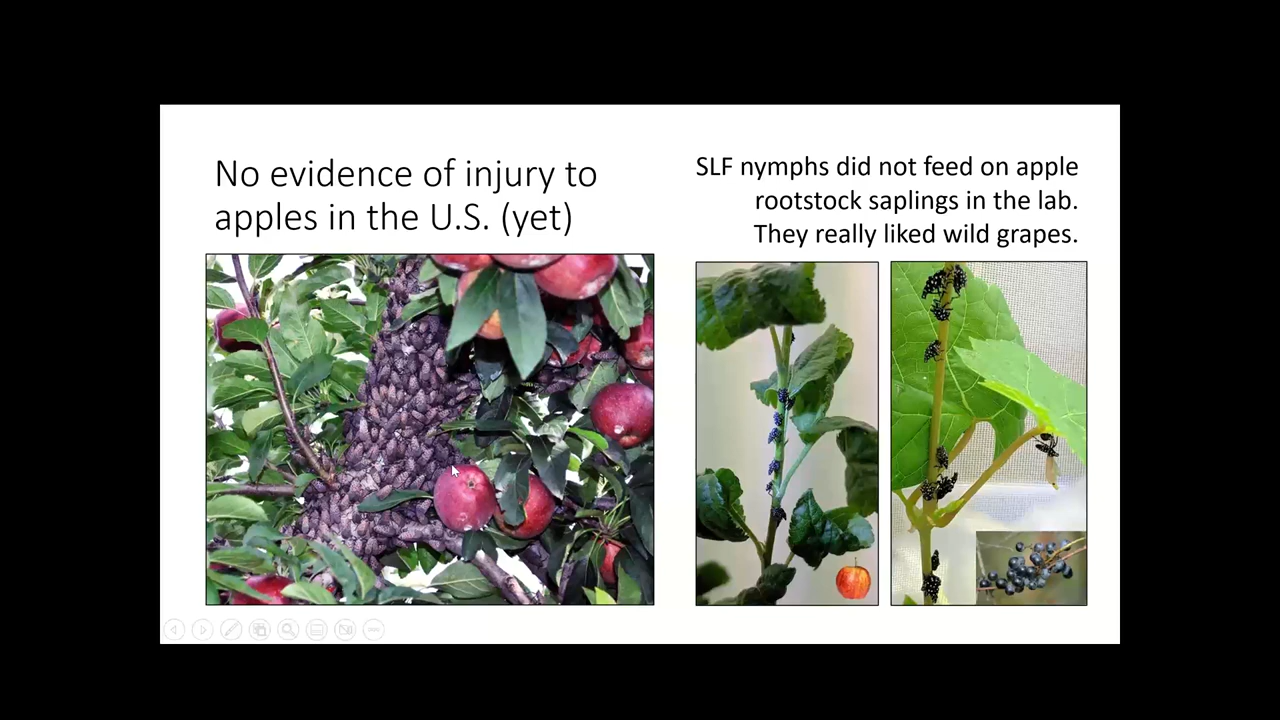 No evidence of injury to
apples in the U.S. (yet)
SLF nymphs did not feed on apple
rootstock saplings in the lab.
They really liked wild grapes.